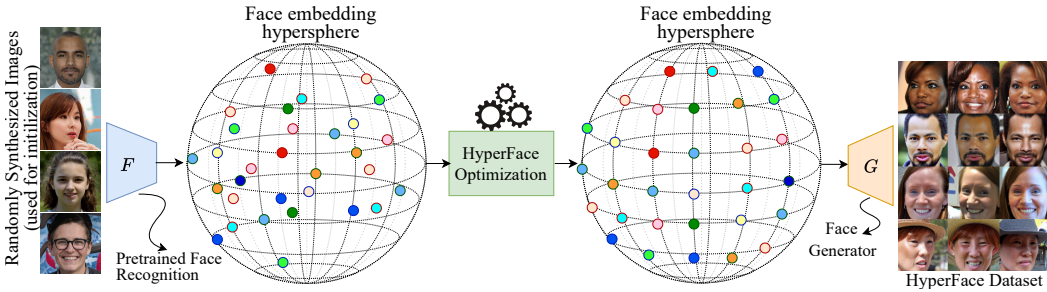 Randomly Synthesized Images
(used for initilization)
F
Pretrained Face
Recognition
Face embedding
hypersphere
HyperFace
Optimization
Face embedding
hypersphere
G
Face
Generator
HyperFace Dataset